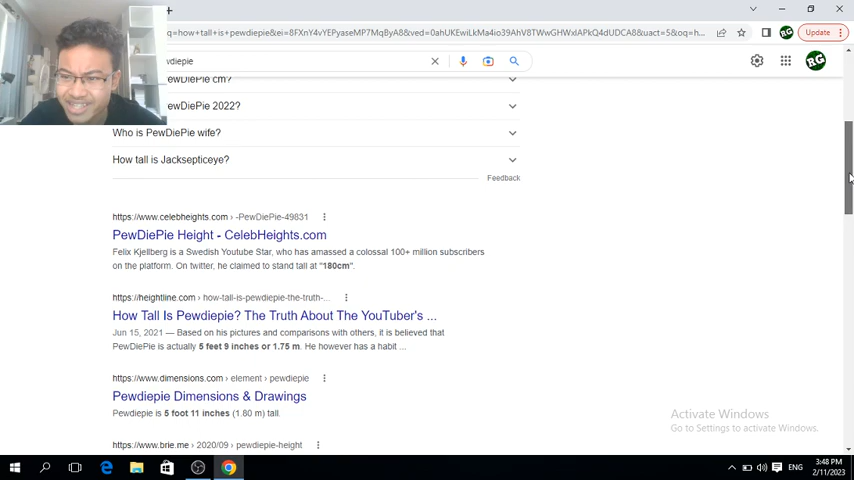 q=how+tall+is+pewdiepie&ei=8FXnY4vYEPyaseMP7MqByA8&ved=0ahUKEwiLkMa4io39AhV8TWwGHWxlAPkQ4dUDCA8&uact=5&oq=h...
Update
RG
wdiepie
RG
ewDiePie cm?
ewDiePie 2022?
Who is PewDiePie wife?
How tall is Jacksepticeye?
Feedback
https://www.celebheights.com › -PewDiePie-49831
PewDiePie Height - CelebHeights.com
Felix Kjellberg is a Swedish Youtube Star, who has amassed a colossal 100+ million subscribers
on the platform. On twitter, he claimed to stand tall at "180cm".
https://heightline.com › how-tall-is-pewdiepie-the-truth-...
How Tall Is Pewdiepie? The Truth About The YouTuber's ...
Jun 15, 2021 — Based on his pictures and comparisons with others, it is believed that
PewDiePie is actually 5 feet 9 inches or 1.75 m. He however has a habit ...
https://www.dimensions.com › element › pewdiepie
Pewdiepie Dimensions & Drawings
Pewdiepie is 5 foot 11 inches (1.80 m) tall.
https://www.brie.me › 2020/09 › pewdiepie-height
Activate Windows
Go to Settings to activate Windows.
ENG
3:48 PM
2/11/2023